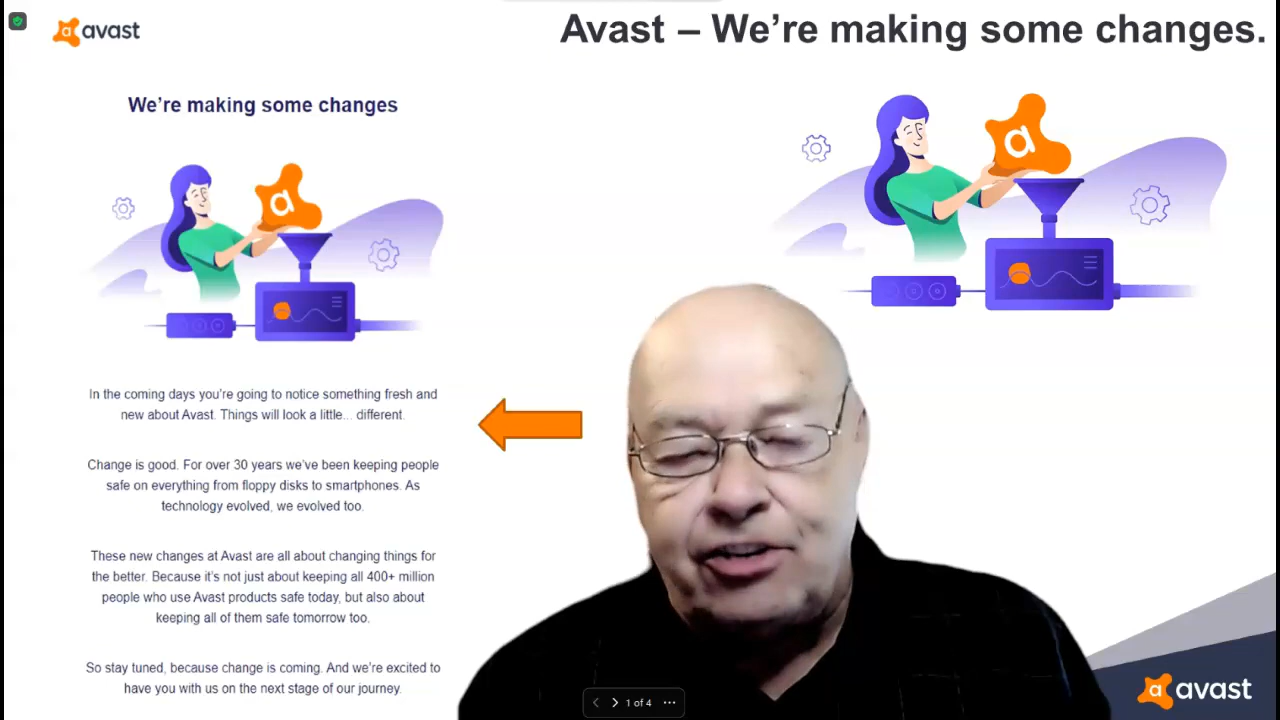 avast
Avast – We’re making some changes.
We’re making some changes
a
a
In the coming days you’re going to notice something fresh and
new about Avast. Things will look a little... different.
Change is good. For over 30 years we’ve been keeping people
safe on everything from floppy disks to smartphones. As
technology evolved, we evolved too.
These new changes at Avast are all about changing things for
the better. Because it’s not just about keeping all 400+ million
people who use Avast products safe today, but also about
keeping all of them safe tomorrow too.
So stay tuned, because change is coming. And we’re excited to
have you with us on the next stage of our journey.
1 of 4
avast